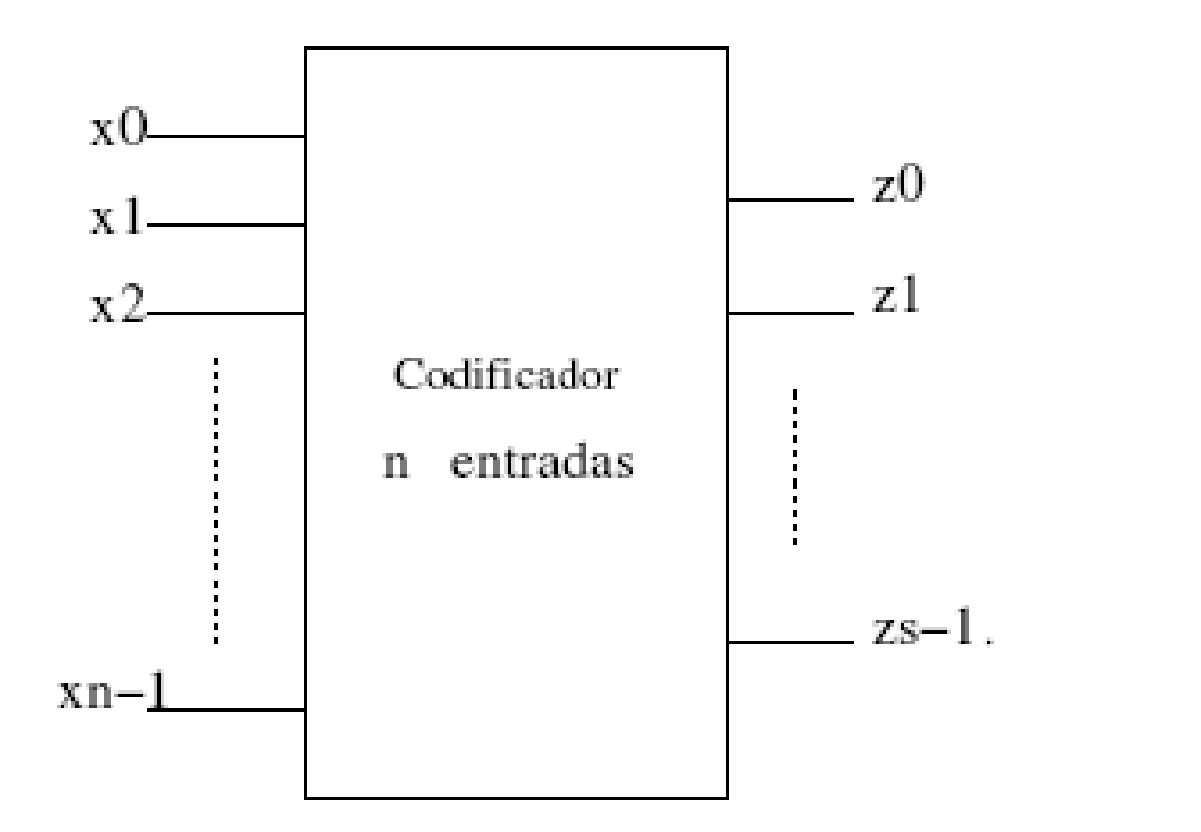 x0
x1
x2
xn−1
Codificador
n entradas
z0
z1
zs−1.